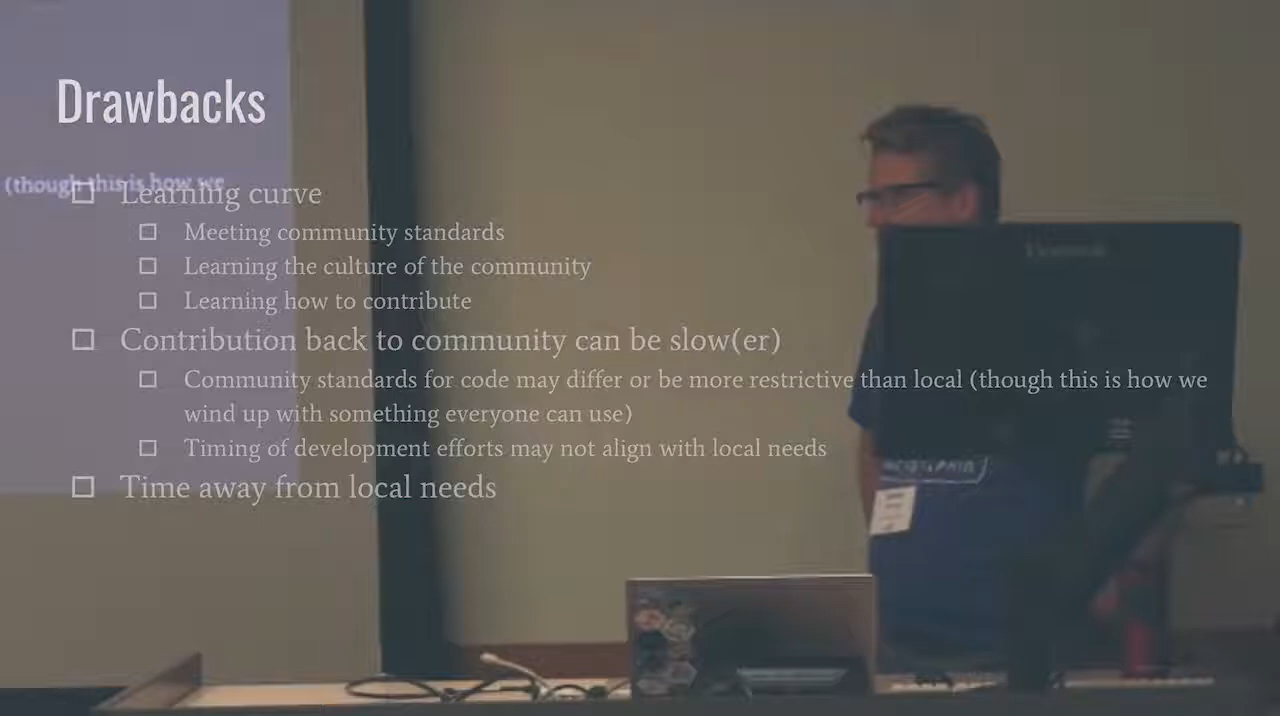 Drawbacks
(though this is how we
Learning curve
Meeting community standards
Learning the culture of the community
Learning how to contribute
Contribution back to community can be slow(er)
Community standards for code may differ or be more restrictive than local (though this is how we
wind up with something everyone can use)
Timing of development efforts may not align with local needs
Time away from local needs